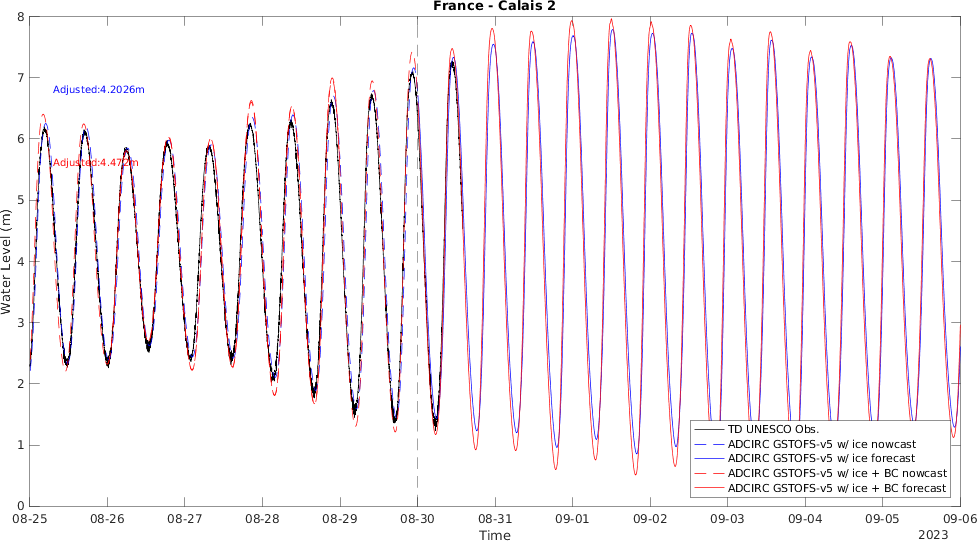 France - Calais 2
8
7
6
5
4
3
2
1
0
Water Level (m)
Adjusted:4.2026m
Adjusted:4.472m
TD UNESCO Obs.
ADCIRC GSTOFS-v5 w/ ice nowcast
ADCIRC GSTOFS-v5 w/ ice forecast
ADCIRC GSTOFS-v5 w/ ice + BC nowcast
ADCIRC GSTOFS-v5 w/ ice + BC forecast
08-25 08-26 08-27 08-28 08-29 08-30 08-31 09-01 09-02 09-03 09-04 09-05 09-06
Time
2023